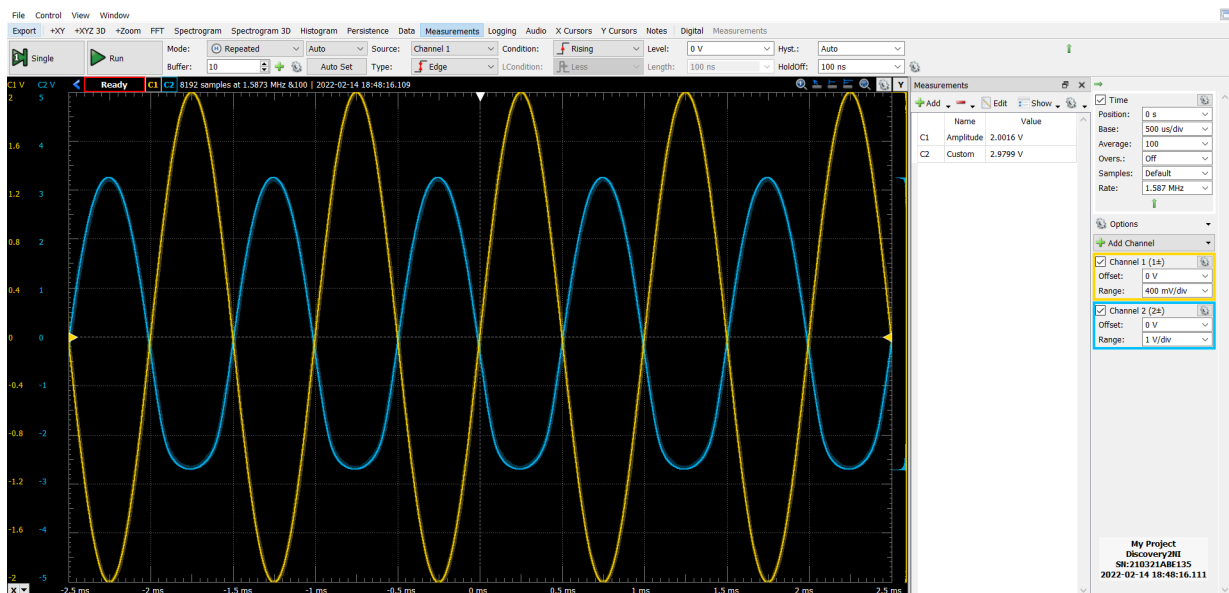 File Control View Window
Export +XY +XYZ 3D +Zoom FFT Spectrogram Spectrogram 3D Histogram Persistence Data Measurements Logging Audio X Cursors Y Cursors Notes Digital Measurements
Single Run Mode: Repeated Auto Source: Channel 1 Condition: Rising Level: 0 V Hyst.: Auto
Buffer: 10 Auto Set Type: Edge LCondition: Less Length: 100 ns HoldOff: 100 ns
C1 V C2 V Ready C1 C2 8192 samples at 1.5873 MHz &100 | 2022-02-14 18:48:16.109 Y
2 5
1.6 4
1.2 3
0.8 2
0.4 1
0 0
-0.4 -1
-0.8 -2
-1.2 -3
-1.6 -4
-2 -5
X -2.5 ms -2 ms -1.5 ms -1 ms -0.5 ms 0 ms 0.5 ms 1 ms 1.5 ms 2 ms 2.5 ms
Measurements
Add Edit Show
Name Value
C1 Amplitude 2.0016 V
C2 Custom 2.9799 V
Time
Position: 0 s
Base: 500 us/div
Average: 100
Overs.: Off
Samples: Default
Rate: 1.587 MHz
Options
Add Channel
Channel 1 (1±)
Offset: 0 V
Range: 400 mV/div
Channel 2 (2±)
Offset: 0 V
Range: 1 V/div
My Project
Discovery2NI
SN:210321ABE135
2022-02-14 18:48:16.111